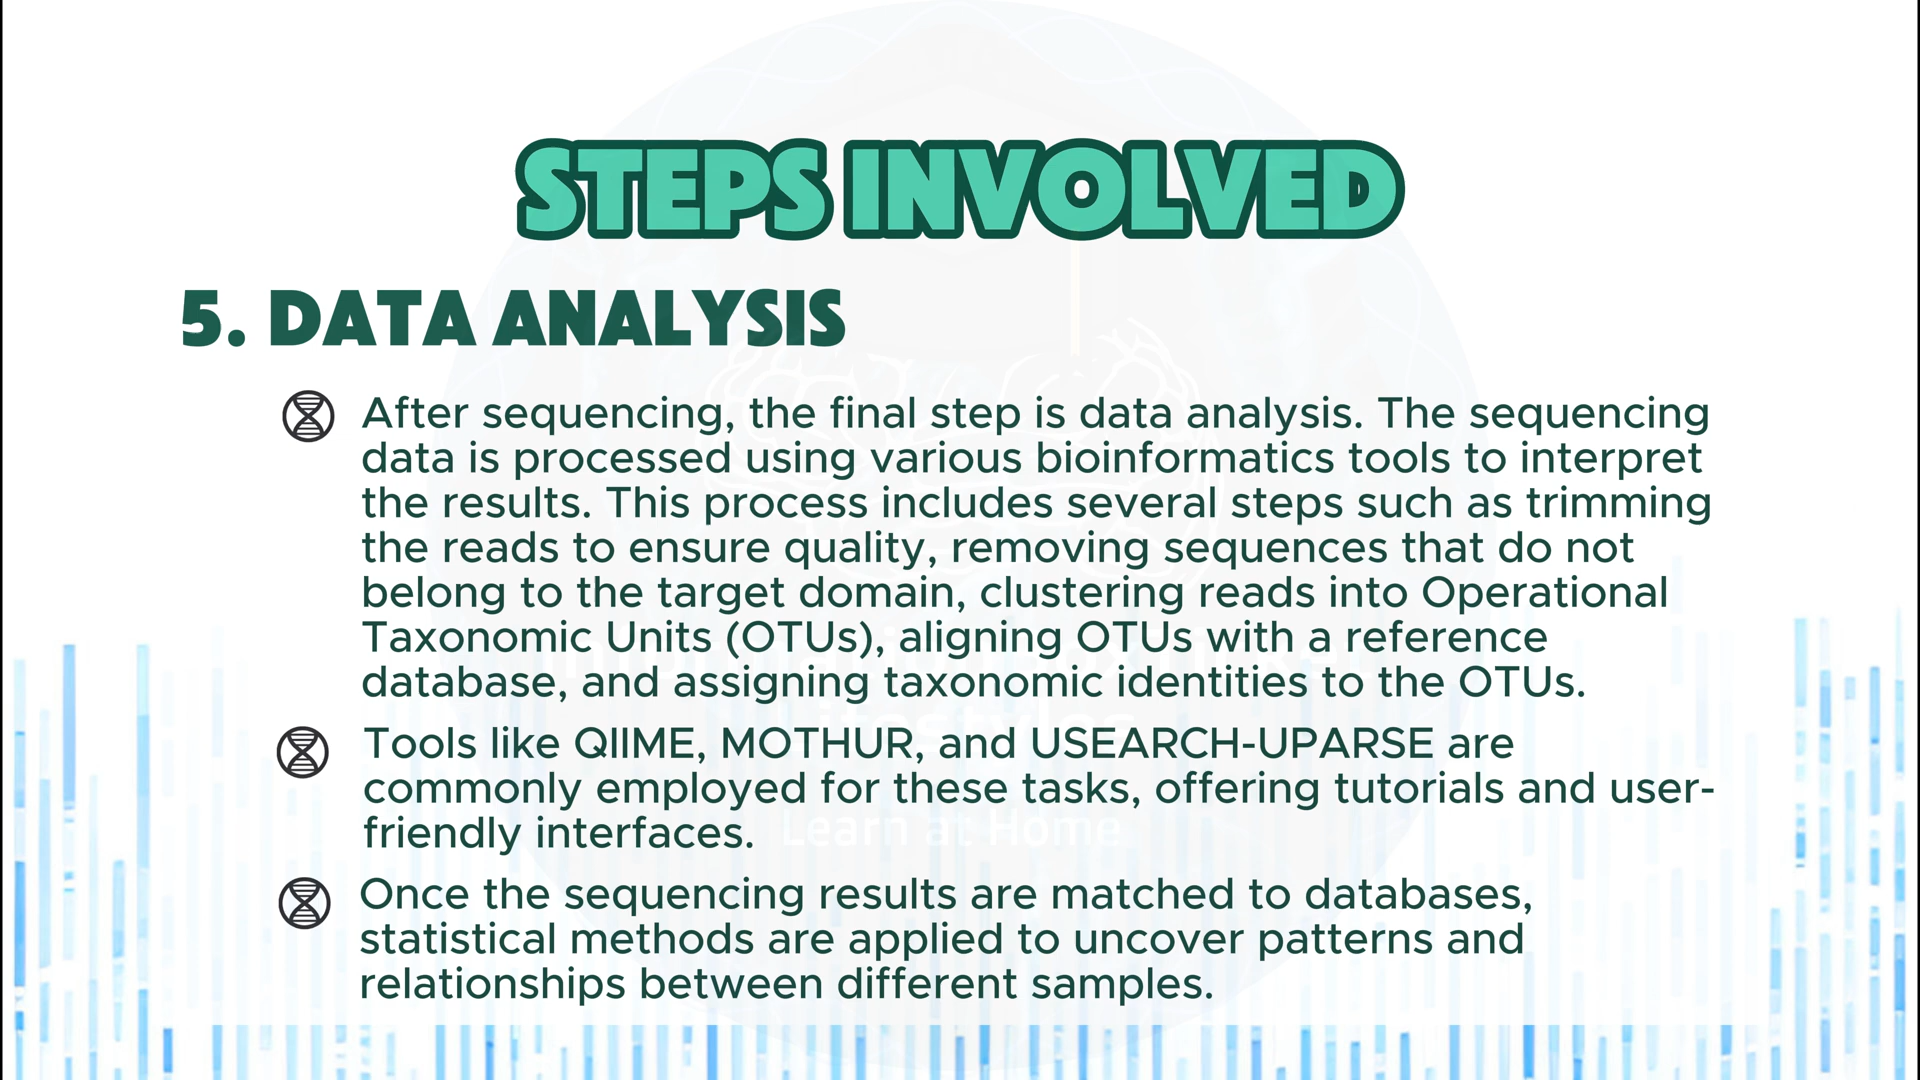 STEPS INVOLVED
5. DATA ANALYSIS
After sequencing, the final step is data analysis. The sequencing
data is processed using various bioinformatics tools to interpret
the results. This process includes several steps such as trimming
the reads to ensure quality, removing sequences that do not
belong to the target domain, clustering reads into Operational
Taxonomic Units (OTUs), aligning OTUs with a reference
database, and assigning taxonomic identities to the OTUs.
Tools like QIIME, MOTHUR, and USEARCH-UPARSE are
commonly employed for these tasks, offering tutorials and user-
friendly interfaces.
Learn at Home
Once the sequencing results are matched to databases,
statistical methods are applied to uncover patterns and
relationships between different samples.